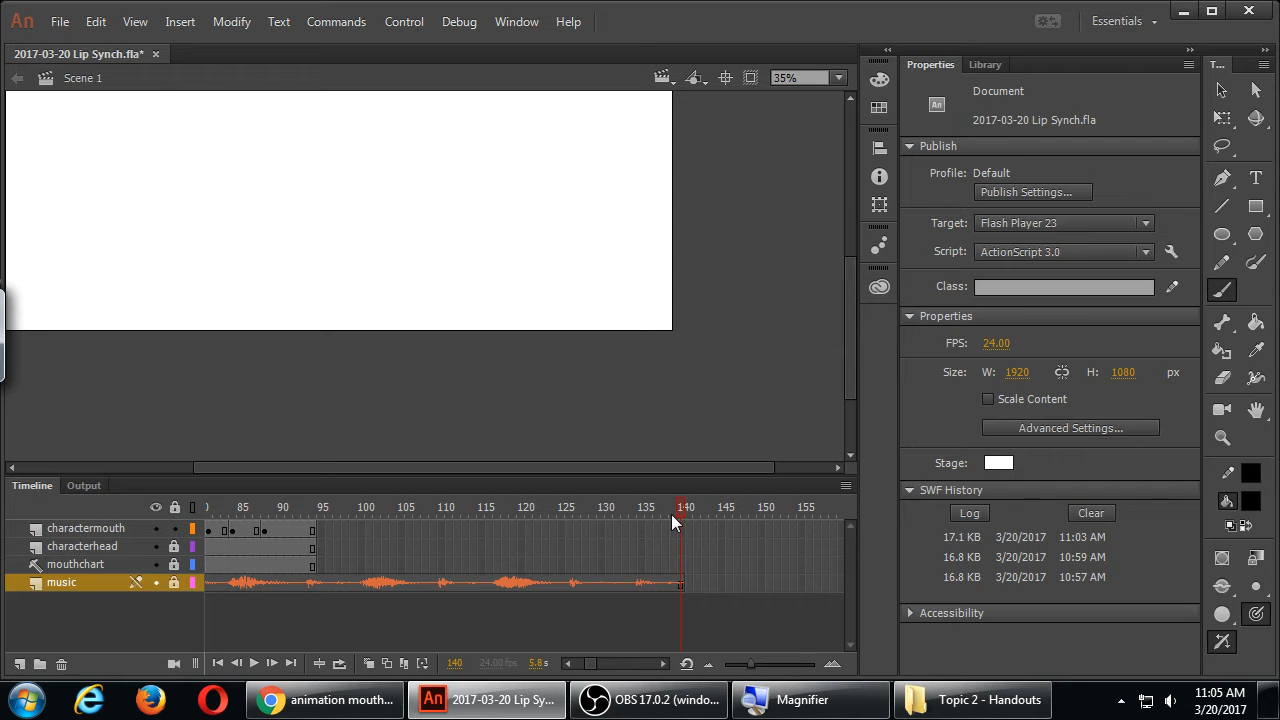 An File Edit View Insert Modify Text Commands Control Debug Window Help Essentials
2017-03-20 Lip Synch.fla* ×
Scene 1 35%
Properties Library T...
Document
An 2017-03-20 Lip Synch.fla
Publish
Profile: Default
Publish Settings...
Target: Flash Player 23
Script: ActionScript 3.0
Class:
Properties
FPS: 24.00
Size: W: 1920 H: 1080 px
Scale Content
Advanced Settings...
Stage:
SWF History
Log Clear
17.1 KB 3/20/2017 11:03 AM
16.8 KB 3/20/2017 10:59 AM
16.8 KB 3/20/2017 10:57 AM
Accessibility
Timeline Output
85 90 95 100 105 110 115 120 125 130 135 140 145 150 155
charactermouth
characterhead
mouthchart
music
140 24.00 fps 5.8 s
animation mouth... An 2017-03-20 Lip Sy... OBS 17.0.2 (windo... Magnifier Topic 2 - Handouts
11:05 AM
3/20/2017